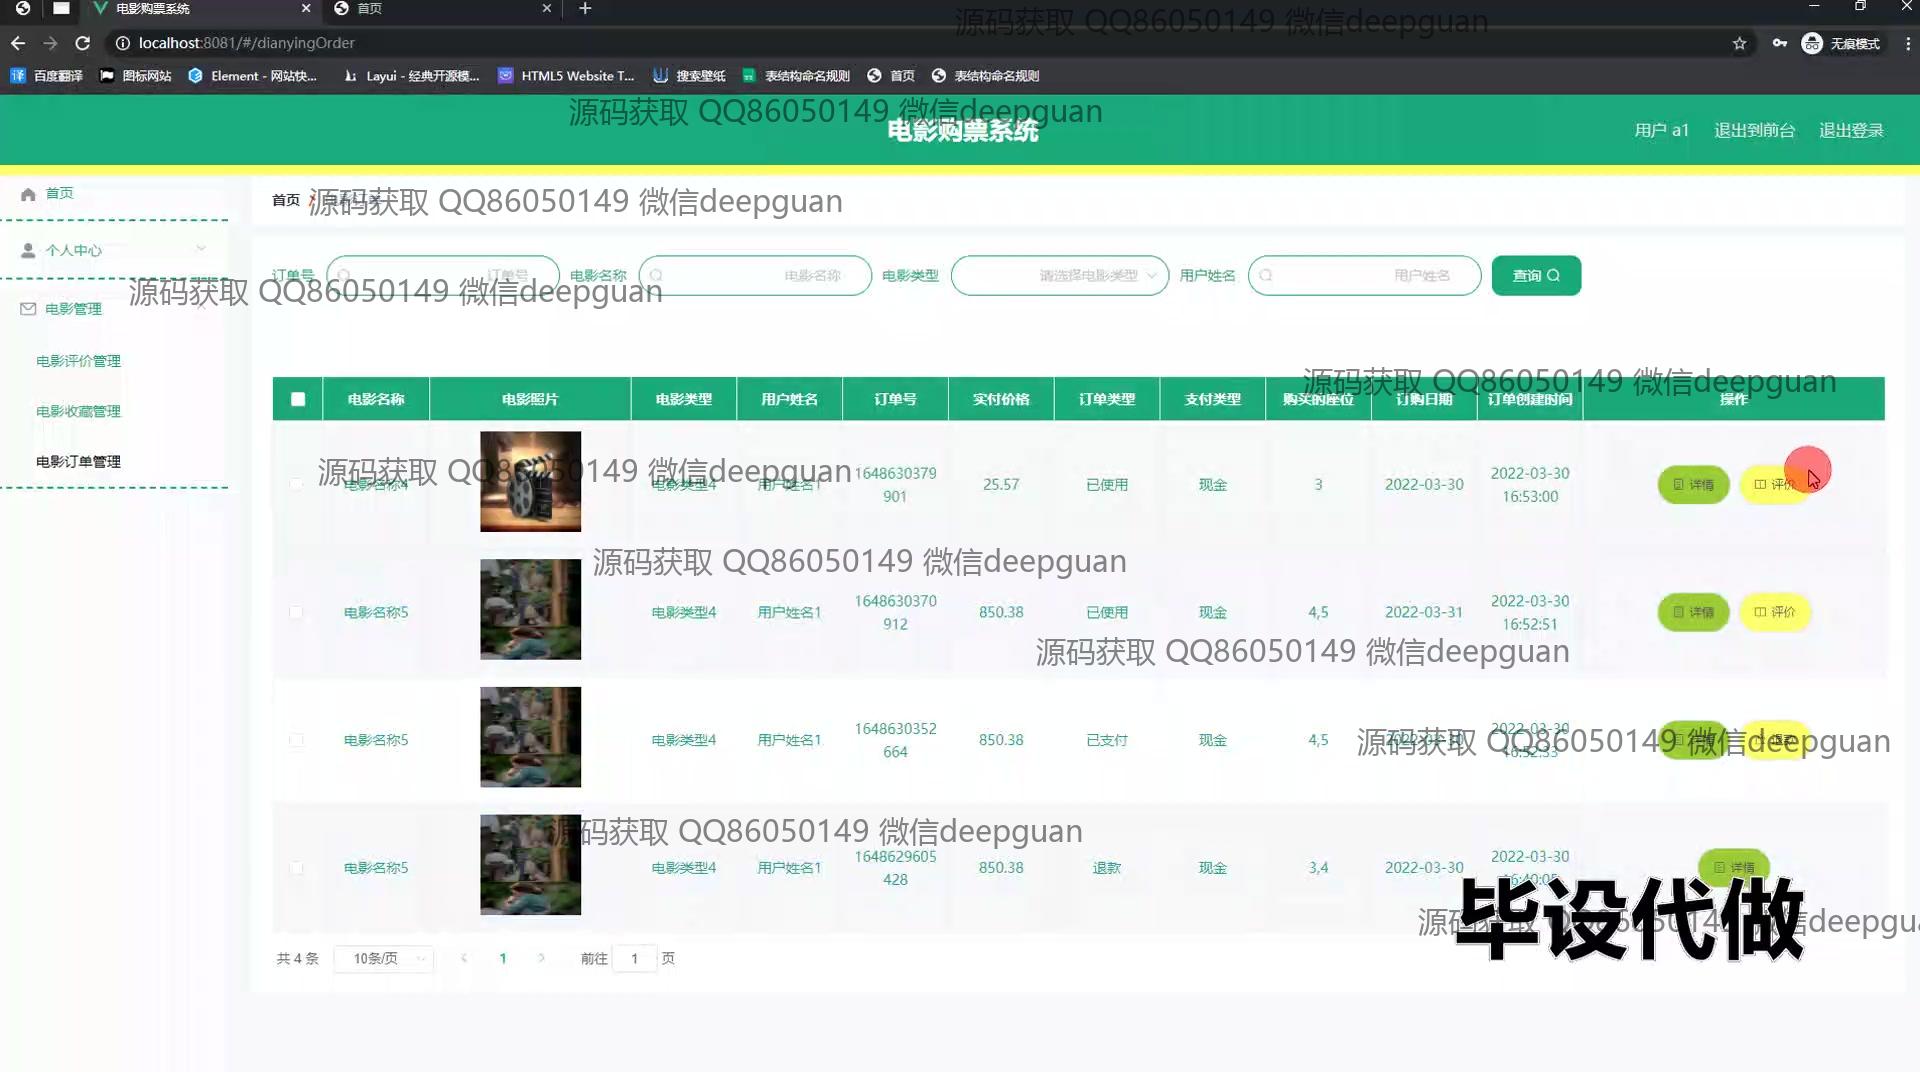 电影购票系统
首页
源码获取 QQ86050149 微信deepguan
localhost:8081/#/dianyingOrder
无痕模式
百度翻译 图标网站 Element - 网站快... Layui - 经典开源模... HTML5 Website T... 搜索壁纸 表结构命名规则 首页 表结构命名规则
源码获取 QQ86050149 微信deepguan
电影购票系统
用户 a1 退出到前台 退出登录
首页
首页
源码获取 QQ86050149 微信deepguan
个人中心
订单号 订单号 电影名称 电影名称 电影类型 请选择电影类型 用户姓名 用户姓名 查询
源码获取 QQ86050149 微信deepguan
电影管理
电影评价管理
电影收藏管理
电影订单管理
源码获取 QQ86050149 微信deepguan
电影名称 电影照片 电影类型 用户姓名 订单号 实付价格 订单类型 支付类型 购买的座位 订购日期 订单创建时间 操作
源码获取 QQ86050149 微信deepguan
电影名称4 电影类型4 用户姓名1 1648630379901 25.57 已使用 现金 3 2022-03-30 2022-03-30 16:53:00 详情 评价
源码获取 QQ86050149 微信deepguan
电影名称5 电影类型4 用户姓名1 1648630370912 850.38 已使用 现金 4,5 2022-03-31 2022-03-30 16:52:51 详情 评价
源码获取 QQ86050149 微信deepguan
电影名称5 电影类型4 用户姓名1 1648630352664 850.38 已支付 现金 4,5 2022-03-30 16:52:33
源码获取 QQ86050149 微信deepguan
源码获取 QQ86050149 微信deepguan
电影名称5 电影类型4 用户姓名1 1648629605428 850.38 退款 现金 3,4 2022-03-30 2022-03-30 16:40:05 详情
毕设代做
源码获取 QQ86050149 微信deepgua
共 4 条 10条/页 1 前往 1 页